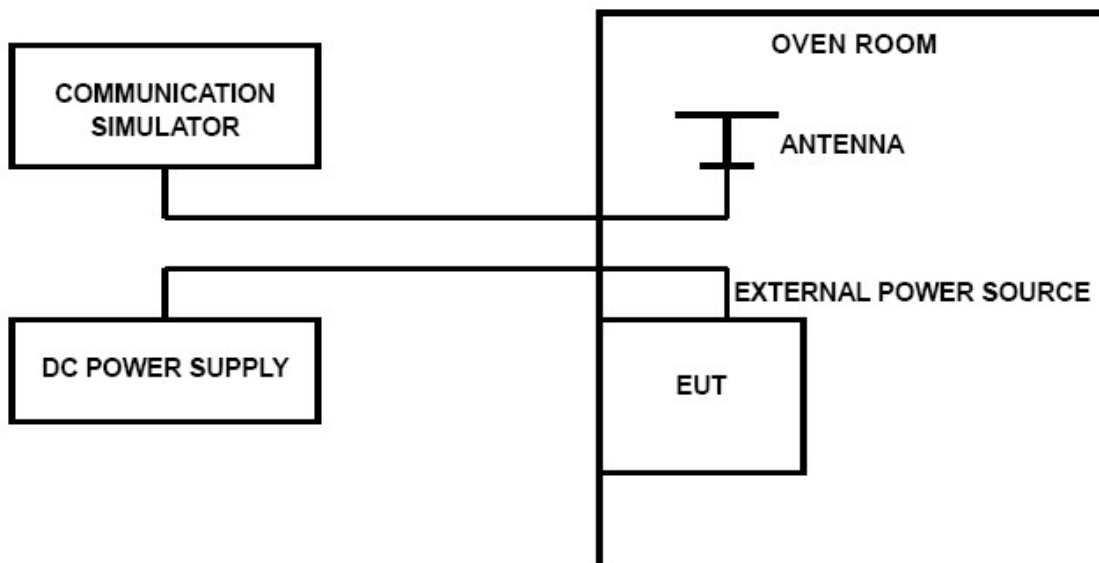 COMMUNICATION
SIMULATOR
OVEN ROOM
ANTENNA
EXTERNAL POWER SOURCE
DC POWER SUPPLY
EUT